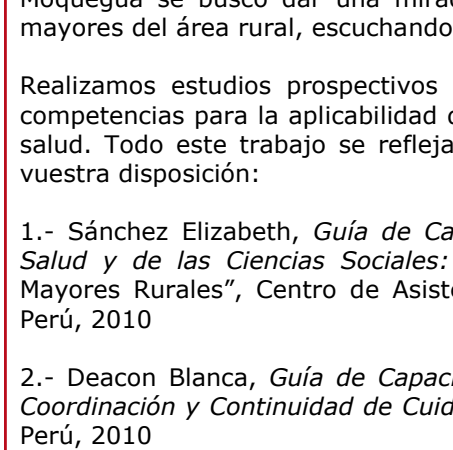 Moquegua se buscó dar una
mayores del área rural, escuchando
Realizamos estudios prospectivos
competencias para la aplicabilidad
salud. Todo este trabajo se refleja
vuestra disposición:
1.- Sánchez Elizabeth, Guía de Ca
Salud y de las Ciencias Sociales:
Mayores Rurales”, Centro de Asist
Perú, 2010
2.- Deacon Blanca, Guía de Capaci
Coordinación y Continuidad de Cuid
Perú, 2010